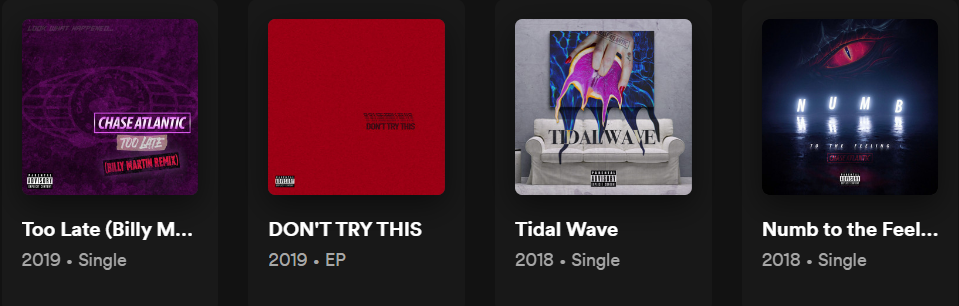 LOOK WHAT HAPPENED...
CHASE ATLANTIC
TOO LATE
(BILLY MARTIN REMIX)
PARENTAL
ADVISORY
EXPLICIT CONTENT
Too Late (Billy M...
2019 • Single
DON'T TRY THIS
PARENTAL
ADVISORY
EXPLICIT CONTENT
DON'T TRY THIS
2019 • EP
TIDAL WAVE
PARENTAL
ADVISORY
EXPLICIT CONTENT
Tidal Wave
2018 • Single
NUMB
TO THE FEELING
CHASE ATLANTIC
PARENTAL
ADVISORY
EXPLICIT CONTENT
Numb to the Feel...
2018 • Single